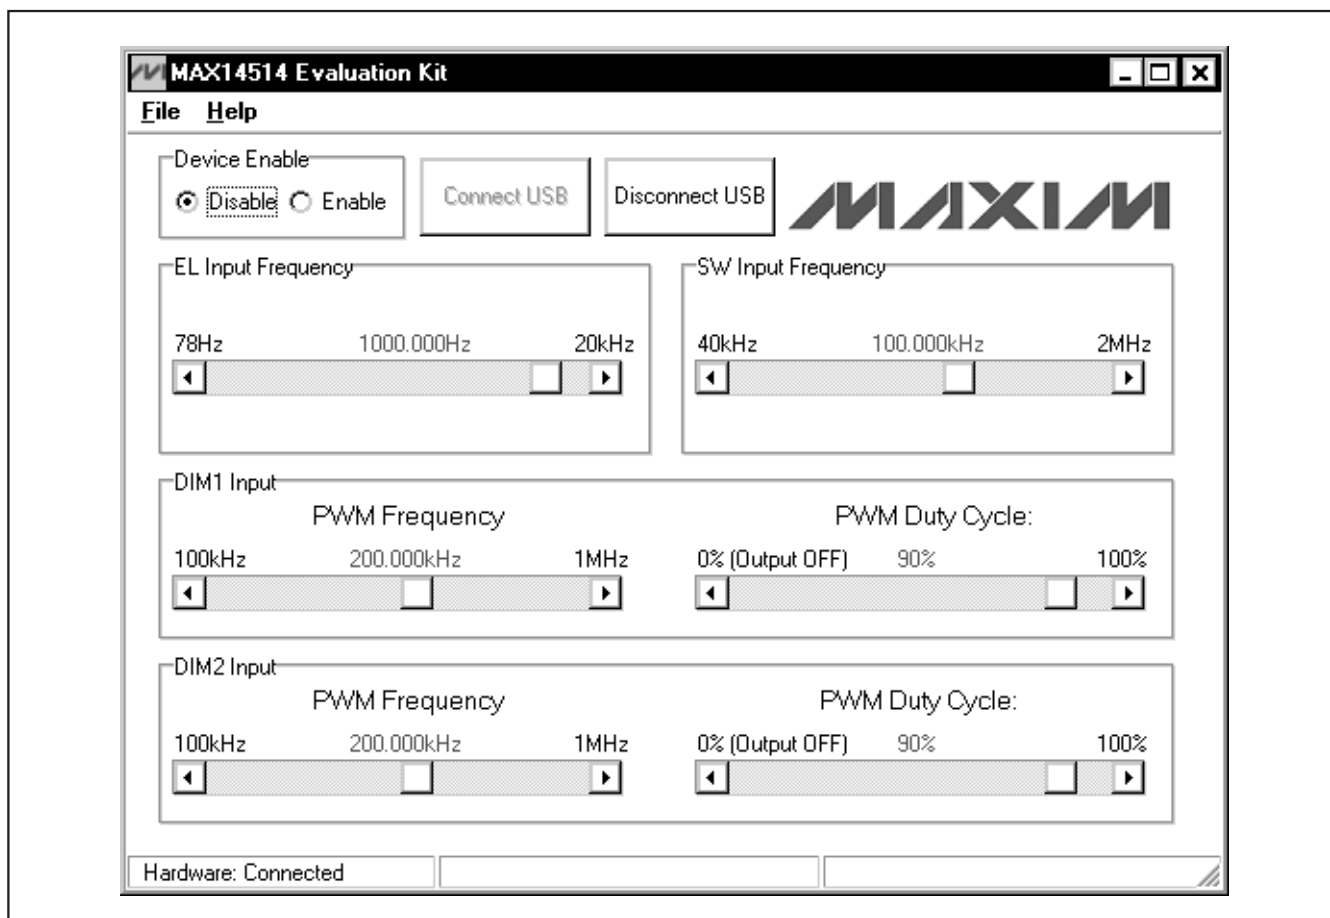 MAX14514 Evaluation Kit
File Help
Device Enable
Disable Enable
Connect USB
Disconnect USB
MAXIM
EL Input Frequency
78Hz 1000.000Hz 20kHz
SW Input Frequency
40kHz 100.000kHz 2MHz
DIM1 Input
PWM Frequency
100kHz 200.000kHz 1MHz
PWM Duty Cycle:
0% (Output OFF) 90% 100%
DIM2 Input
PWM Frequency
100kHz 200.000kHz 1MHz
PWM Duty Cycle:
0% (Output OFF) 90% 100%
Hardware: Connected